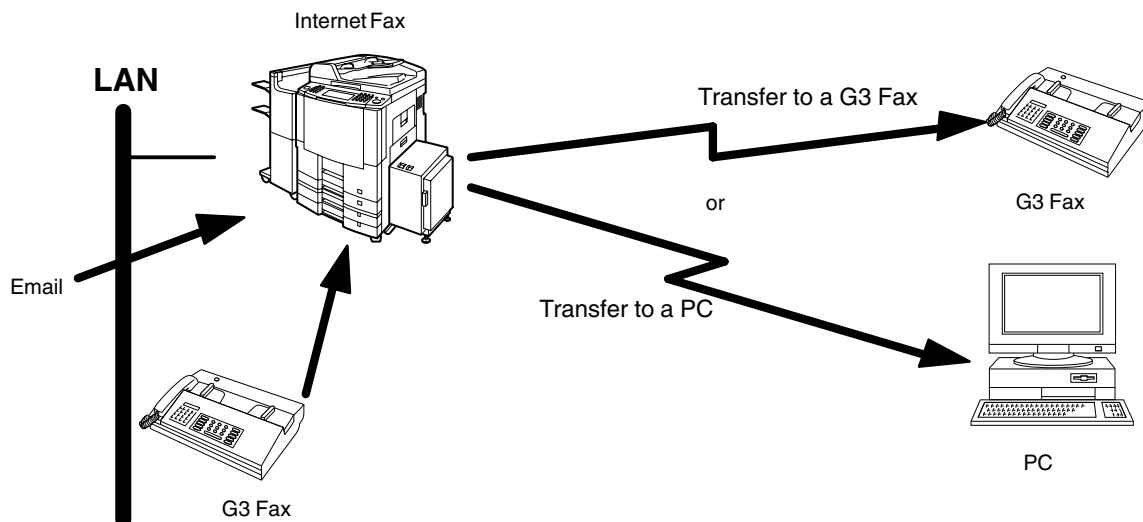 Internet Fax
LAN
Transfer to a G3 Fax
or
G3 Fax
Email
Transfer to a PC
PC
G3 Fax